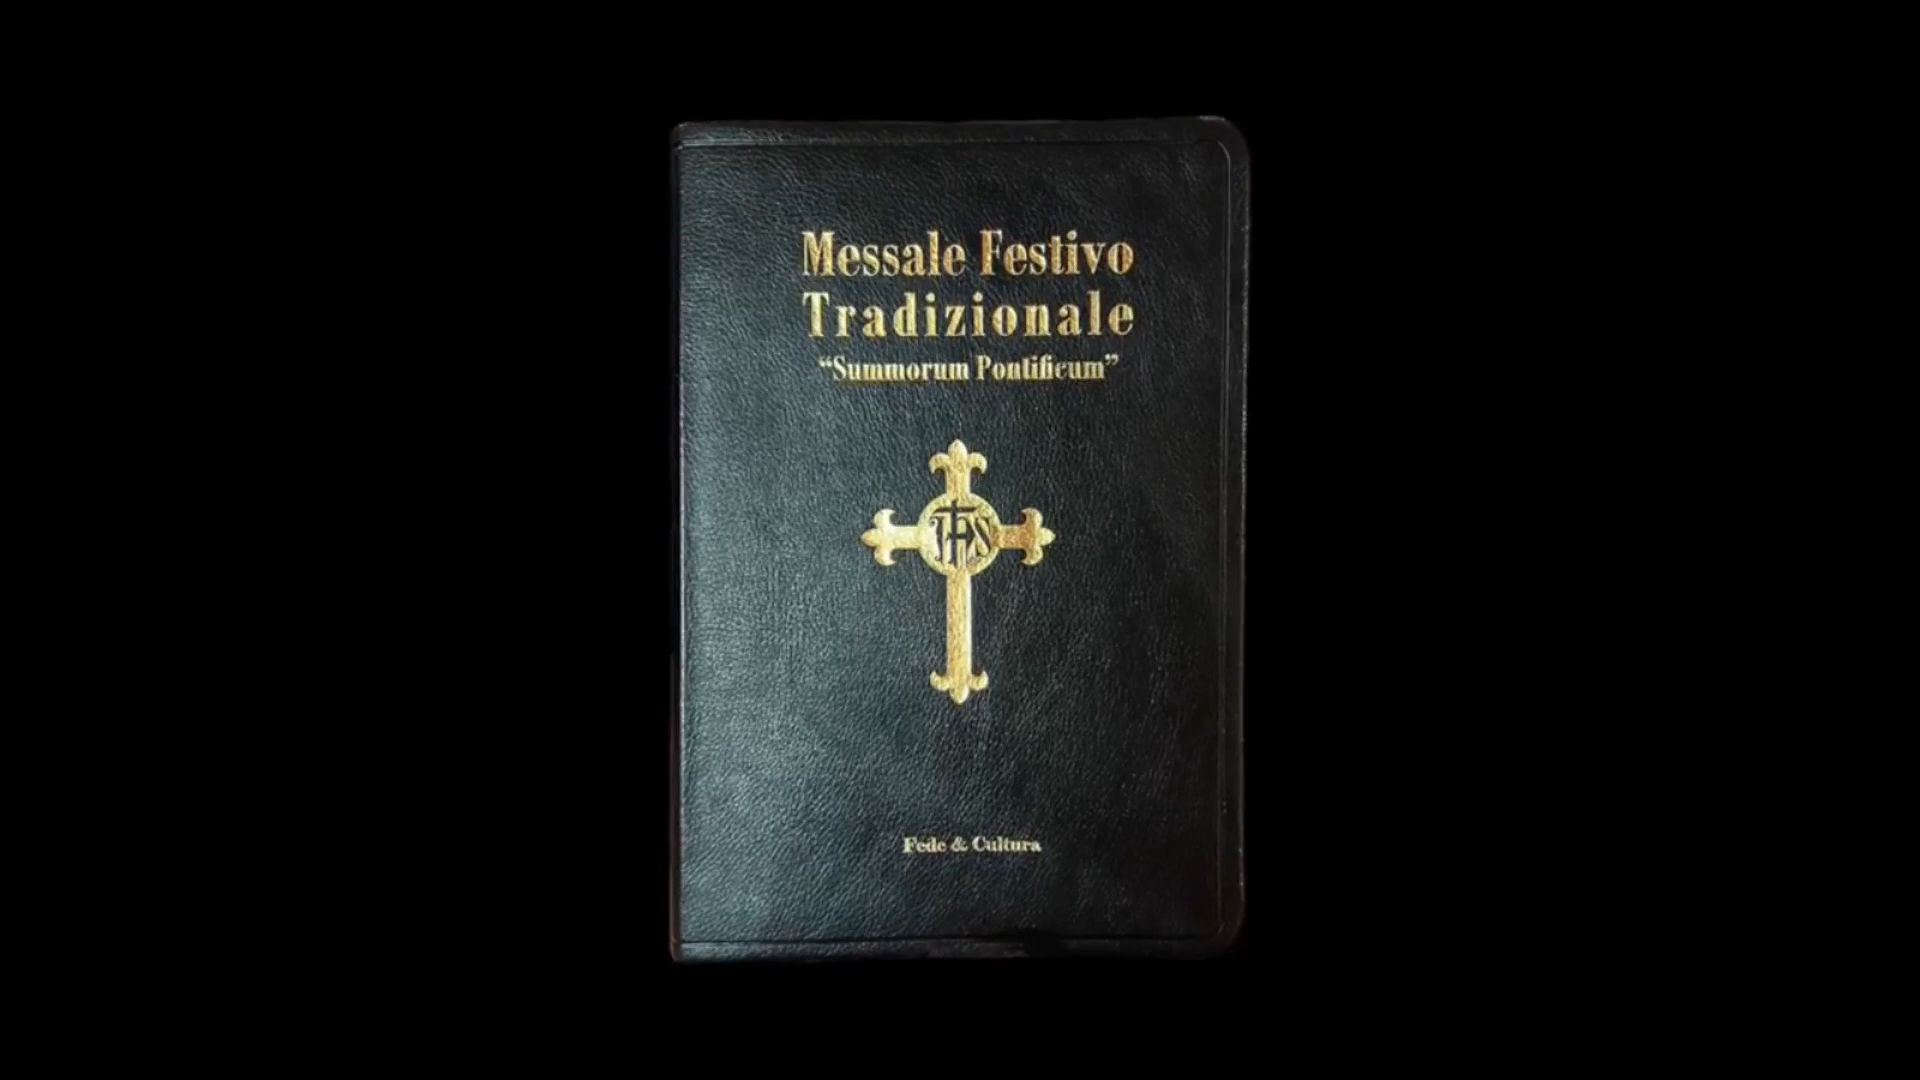 Messale Festivo
Tradizionale
“Summorum Pontificum”
IHS
Fede & Cultura